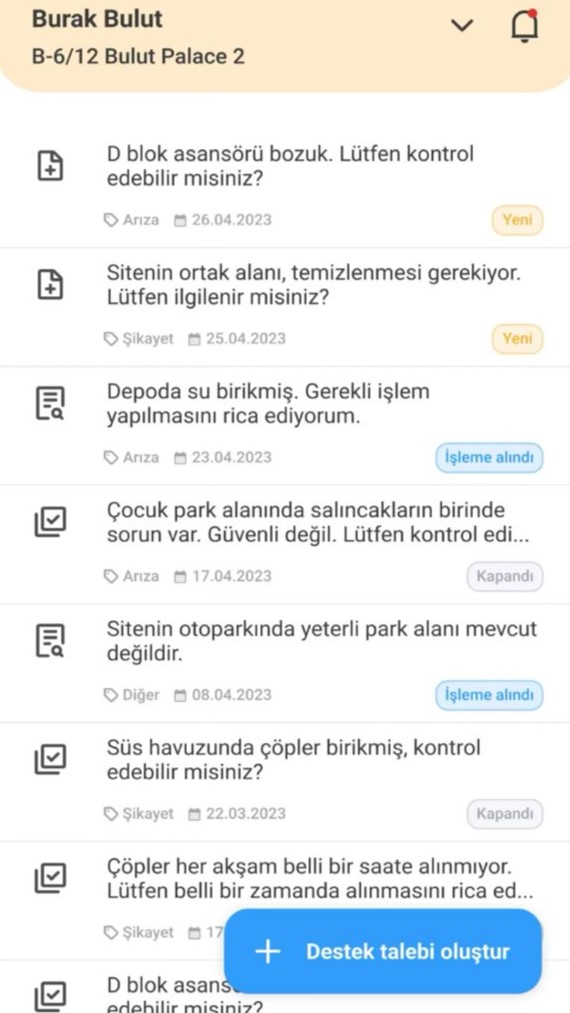 Burak Bulut
B-6/12 Bulut Palace 2
D blok asansörü bozuk. Lütfen kontrol
edebilir misiniz?
Arıza 26.04.2023
Yeni
Sitenin ortak alanı, temizlenmesi gerekiyor.
Lütfen ilgilenir misiniz?
Şikayet 25.04.2023
Yeni
Depoda su birikmiş. Gerekli işlem
yapılmasını rica ediyorum.
Arıza 23.04.2023
İşleme alındı
Çocuk park alanında salıncakların birinde
sorun var. Güvenli değil. Lütfen kontrol edi...
Arıza 17.04.2023
Kapandı
Sitenin otoparkında yeterli park alanı mevcut
değildir.
Diğer 08.04.2023
İşleme alındı
Süs havuzunda çöpler birikmiş, kontrol
edebilir misiniz?
Şikayet 22.03.2023
Kapandı
Çöpler her akşam belli bir saate alınmıyor.
Lütfen belli bir zamanda alınmasını rica ed...
Şikayet 17
+ Destek talebi oluştur
D blok asans
edebilir misiniz?